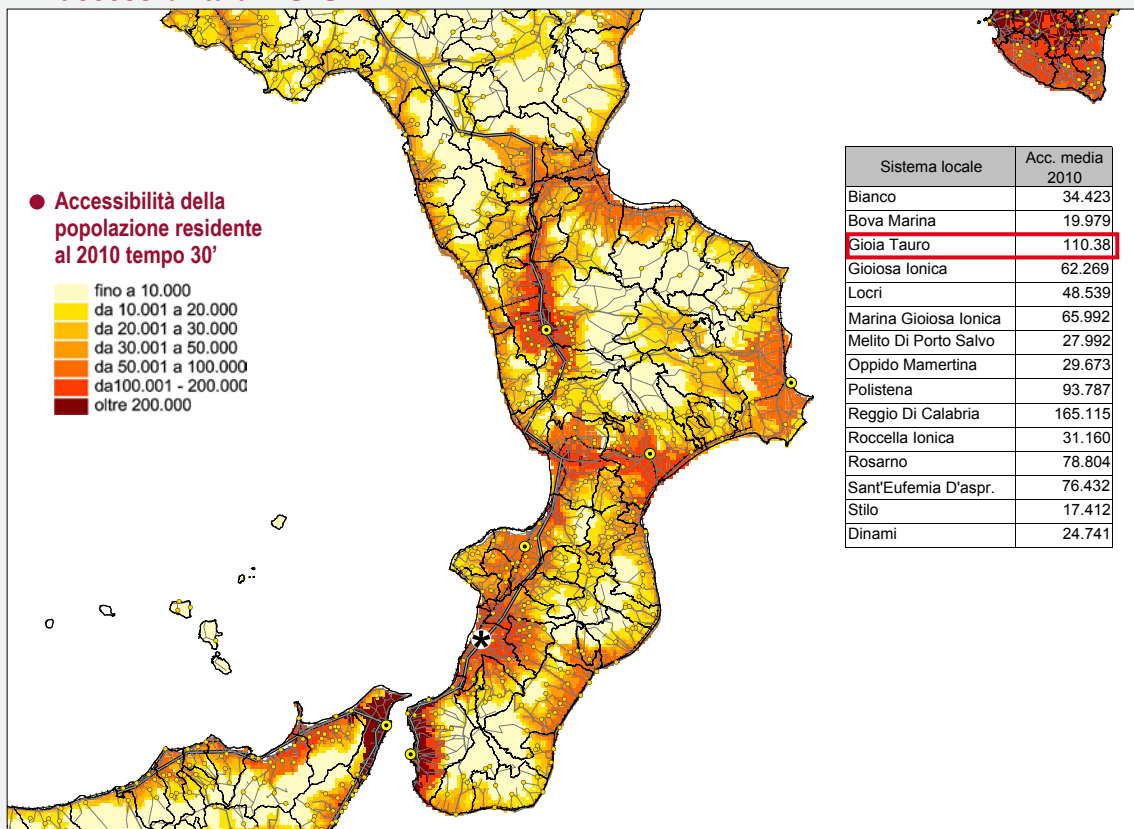 ● Accessibilità della
popolazione residente
al 2010 tempo 30’
fino a 10.000
da 10.001 a 20.000
da 20.001 a 30.000
da 30.001 a 50.000
da 50.001 a 100.000
da100.001 - 200.000
oltre 200.000
Sistema locale Acc. media 2010
Bianco 34.423
Bova Marina 19.979
Gioia Tauro 110.38
Gioiosa Ionica 62.269
Locri 48.539
Marina Gioiosa Ionica 65.992
Melito Di Porto Salvo 27.992
Oppido Mamertina 29.673
Polistena 93.787
Reggio Di Calabria 165.115
Roccella Ionica 31.160
Rosarno 78.804
Sant'Eufemia D'aspr. 76.432
Stilo 17.412
Dinami 24.741
*